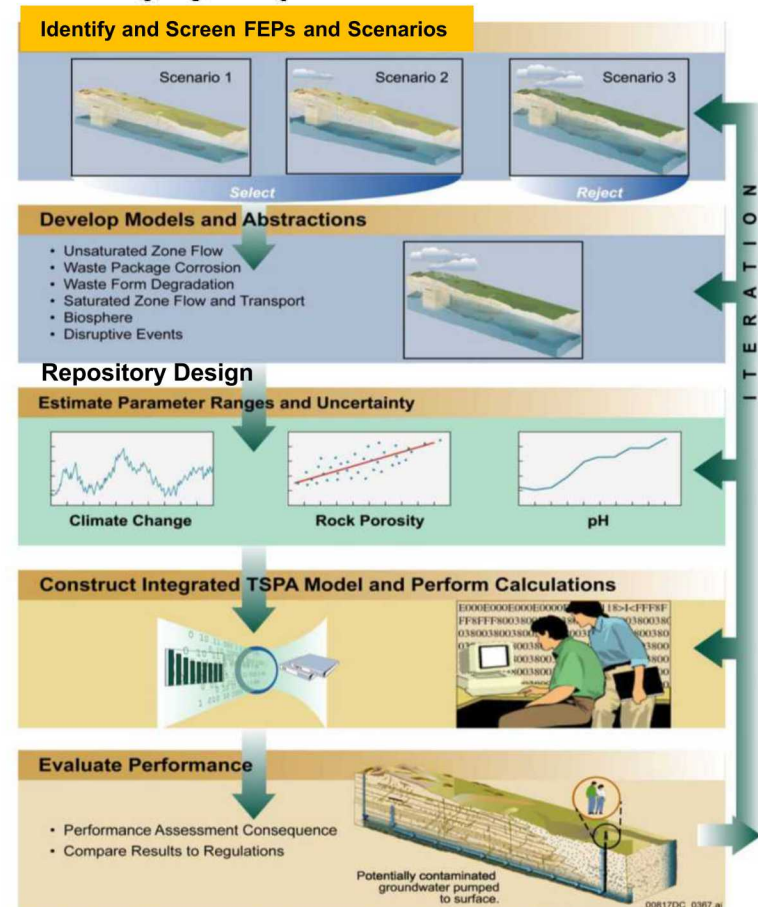 Identify and Screen FEPs and Scenarios
Scenario 1
Scenario 2
Scenario 3
Select
Reject
Develop Models and Abstractions
• Unsaturated Zone Flow
• Waste Package Corrosion
• Waste Form Degradation
• Saturated Zone Flow and Transport
• Biosphere
• Disruptive Events
Repository Design
Estimate Parameter Ranges and Uncertainty
Climate Change
Rock Porosity
pH
Construct Integrated TSPA Model and Perform Calculations
Evaluate Performance
• Performance Assessment Consequence
• Compare Results to Regulations
Potentially contaminated
groundwater pumped
to surface.
00817DC_0367.ai
ITERATION